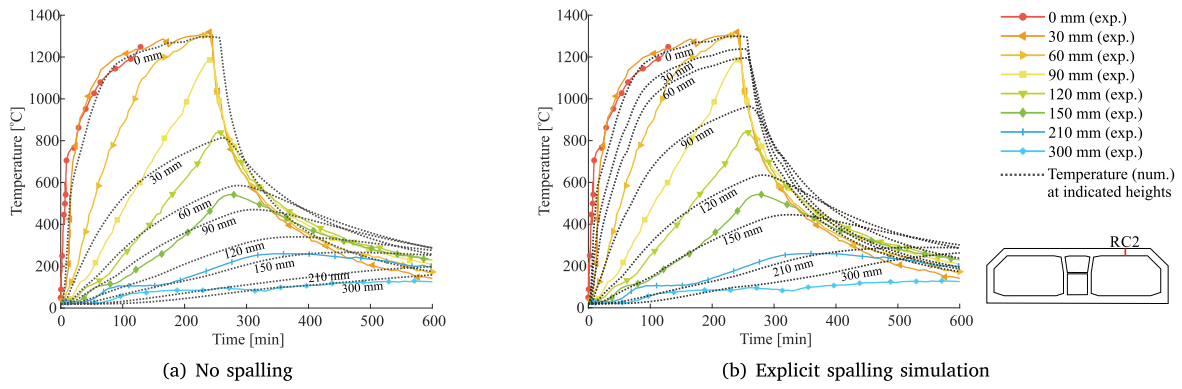 1400
1200
1000
800
600
400
200
0
Temperature [°C]
0 mm
30 mm
60 mm
90 mm
120 mm
150 mm
210 mm
300 mm
0 100 200 300 400 500 600
Time [min]
(a) No spalling
1400
1200
1000
800
600
400
200
0
Temperature [°C]
0 mm
30 mm
60 mm
90 mm
120 mm
150 mm
210 mm
300 mm
0 100 200 300 400 500 600
Time [min]
(b) Explicit spalling simulation
0 mm (exp.)
30 mm (exp.)
60 mm (exp.)
90 mm (exp.)
120 mm (exp.)
150 mm (exp.)
210 mm (exp.)
300 mm (exp.)
Temperature (num.)
at indicated heights
RC2